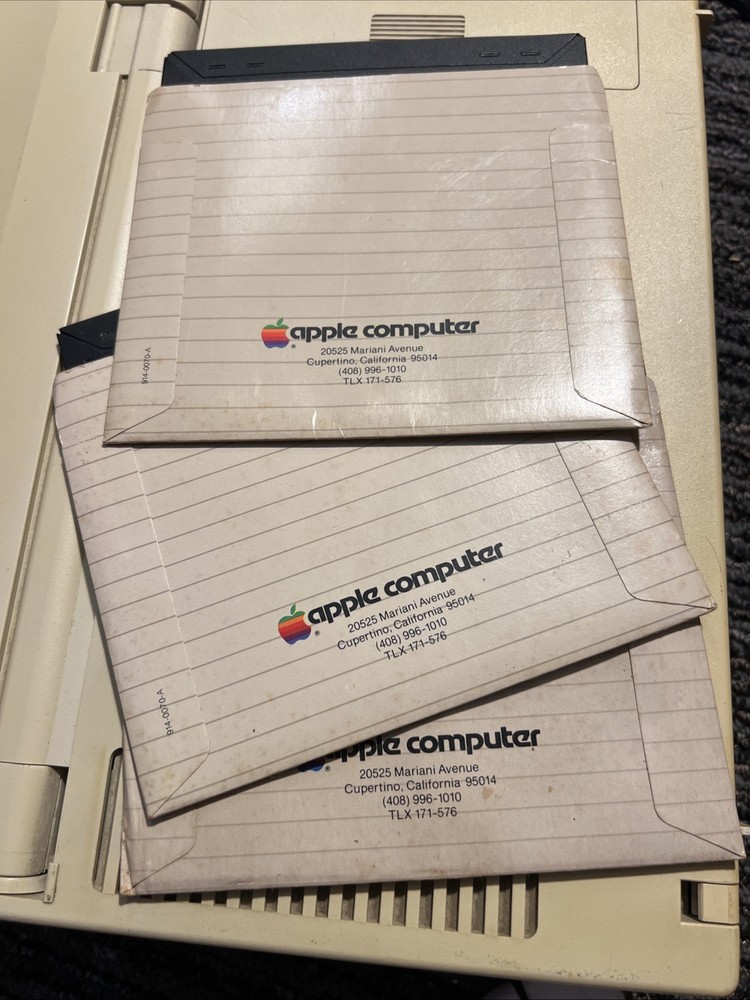 apple computer
20525 Mariani Avenue
Cupertino, California 95014
(408) 996-1010
TLX 171-576
914-0070-A
apple computer
20525 Mariani Avenue
Cupertino, California 95014
(408) 996-1010
TLX 171-576
914-0070-A
apple computer
20525 Mariani Avenue
Cupertino, California 95014
(408) 996-1010
TLX 171-576